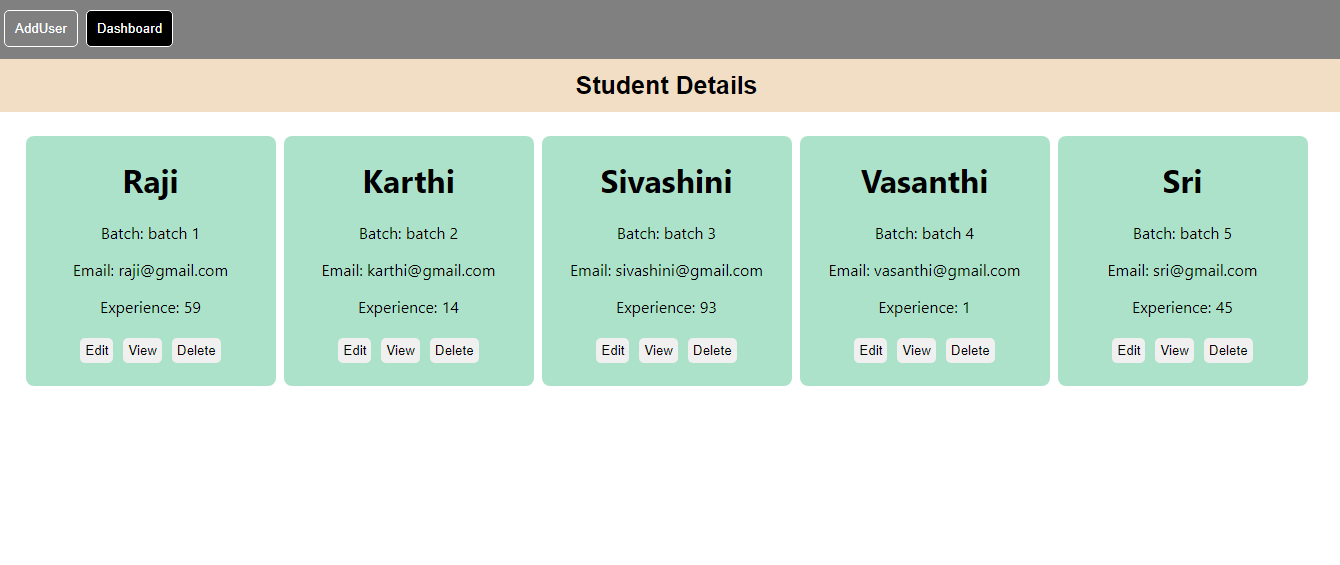 AddUser Dashboard
Student Details
Raji
Batch: batch 1
Email: raji@gmail.com
Experience: 59
Edit View Delete
Karthi
Batch: batch 2
Email: karthi@gmail.com
Experience: 14
Edit View Delete
Sivashini
Batch: batch 3
Email: sivashini@gmail.com
Experience: 93
Edit View Delete
Vasanthi
Batch: batch 4
Email: vasanthi@gmail.com
Experience: 1
Edit View Delete
Sri
Batch: batch 5
Email: sri@gmail.com
Experience: 45
Edit View Delete